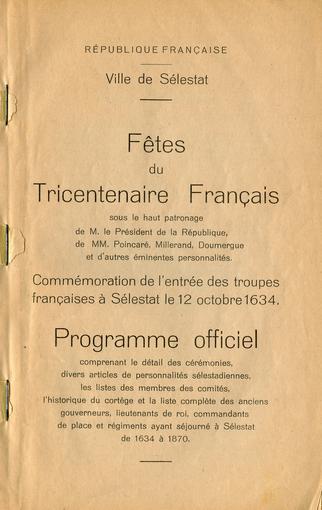 RÉPUBLIQUE FRANÇAISE
Ville de Sélestat
Fêtes
du
Tricentenaire Français
sous le haut patronage
de M. le Président de la République,
de MM. Poincaré, Millerand, Doumergue
et d'autres éminentes personnalités.
Commémoration de l'entrée des troupes
françaises à Sélestat le 12 octobre 1634.
Programme officiel
comprenant le détail des cérémonies,
divers articles de personnalités sélestadiennes,
les listes des membres des comités,
l'historique du cortège et la liste complète des anciens
gouverneurs, lieutenants de roi, commandants
de place et régiments ayant séjourné à Sélestat
de 1634 à 1870.